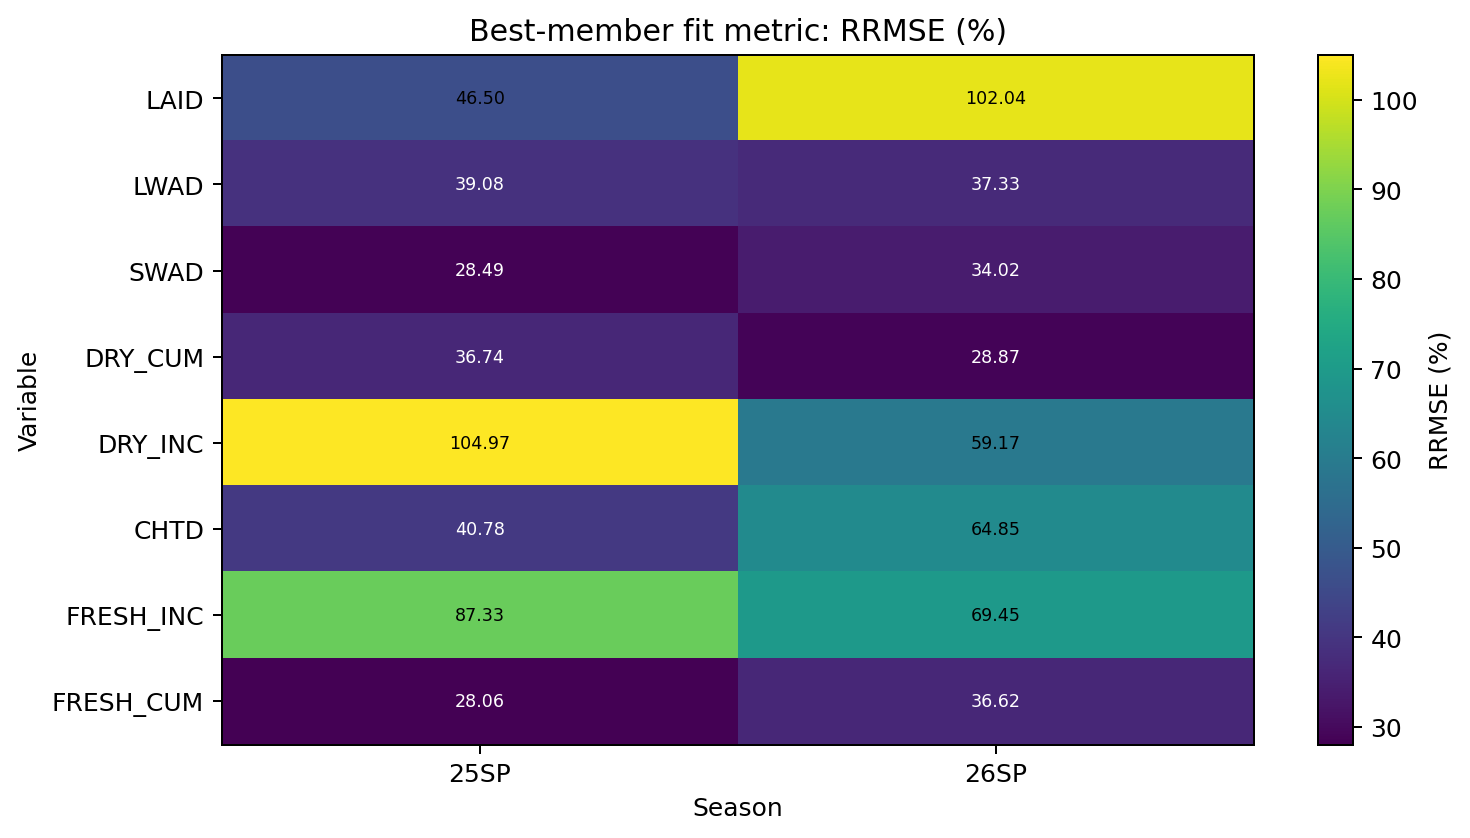 Best-member fit metric: RRMSE (%)
LAID 46.50 102.04
LWAD 39.08 37.33
SWAD 28.49 34.02
DRY_CUM 36.74 28.87
DRY_INC 104.97 59.17
CHTD 40.78 64.85
FRESH_INC 87.33 69.45
FRESH_CUM 28.06 36.62
25SP 26SP
Season
Variable
100
90
80
70
60
50
40
30
RRMSE (%)